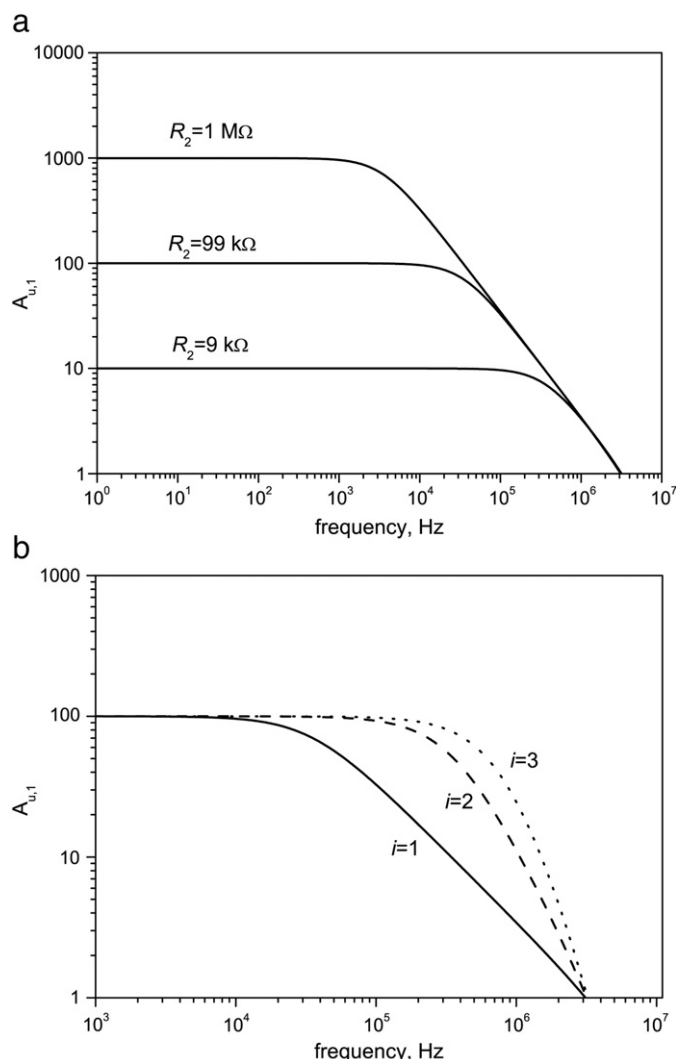 a
10000
1000
100
10
1
A_{u,1}
R_2=1 MΩ
R_2=99 kΩ
R_2=9 kΩ
10^0 10^1 10^2 10^3 10^4 10^5 10^6 10^7
frequency, Hz
b
1000
100
10
1
A_{u,1}
i=1
i=2
i=3
10^3 10^4 10^5 10^6 10^7
frequency, Hz